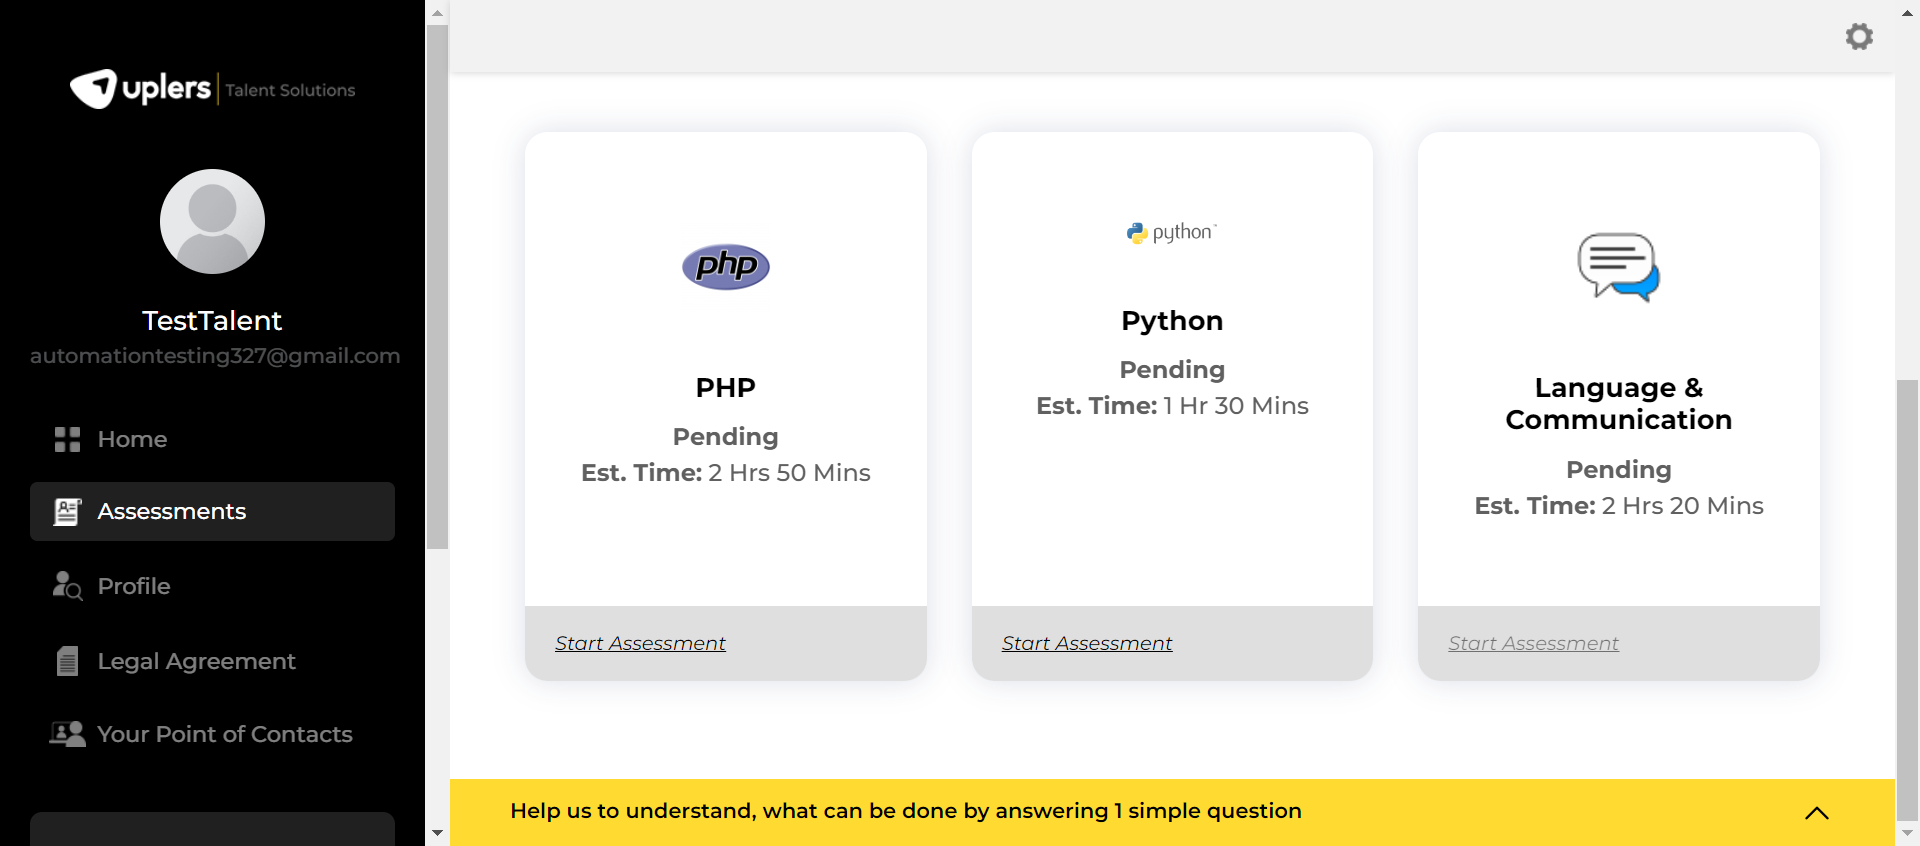 uplers Talent Solutions
TestTalent
automationtesting327@gmail.com
Home
Assessments
Profile
Legal Agreement
Your Point of Contacts
php
PHP
Pending
Est. Time: 2 Hrs 50 Mins
Start Assessment
python™
Python
Pending
Est. Time: 1 Hr 30 Mins
Start Assessment
Language &
Communication
Pending
Est. Time: 2 Hrs 20 Mins
Start Assessment
Help us to understand, what can be done by answering 1 simple question